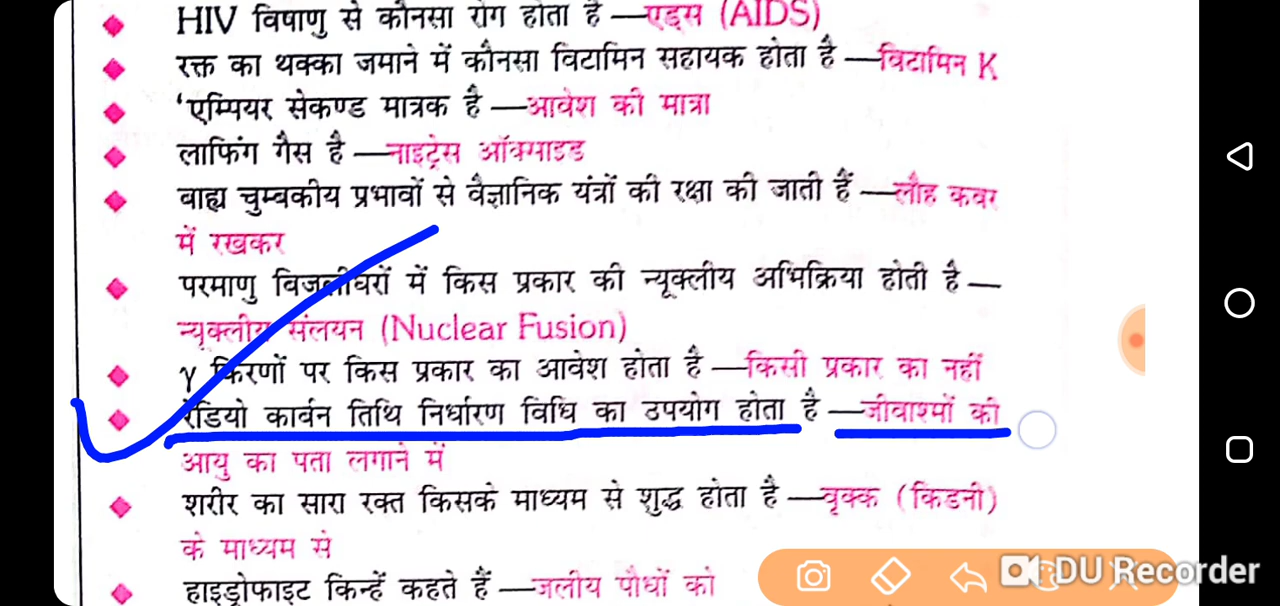 HIV विषाणु से कौनसा रोग होता है —एड्स (AIDS)
रक्त का थक्का जमाने में कौनसा विटामिन सहायक होता है —विटामिन K
'एम्पियर सेकण्ड मात्रक है —आवेश की मात्रा
लाफिंग गैस है —नाइट्रेस ऑक्साइड
बाह्य चुम्बकीय प्रभावों से वैज्ञानिक यंत्रों की रक्षा की जाती हैं —लौह कवर
में रखकर
परमाणु विजलीघरों में किस प्रकार की न्यूक्लीय अभिक्रिया होती है —
न्यूक्लीय संलयन (Nuclear Fusion)
γ किरणों पर किस प्रकार का आवेश होता है —किसी प्रकार का नहीं
रेडियो कार्बन तिथि निर्धारण विधि का उपयोग होता है —जीवाश्मों की
आयु का पता लगाने में
शरीर का सारा रक्त किसके माध्यम से शुद्ध होता है —वृक्क (किडनी)
के माध्यम से
हाइड्रोफाइट किन्हें कहते हैं —जलीय पौधों को
DU Recorder